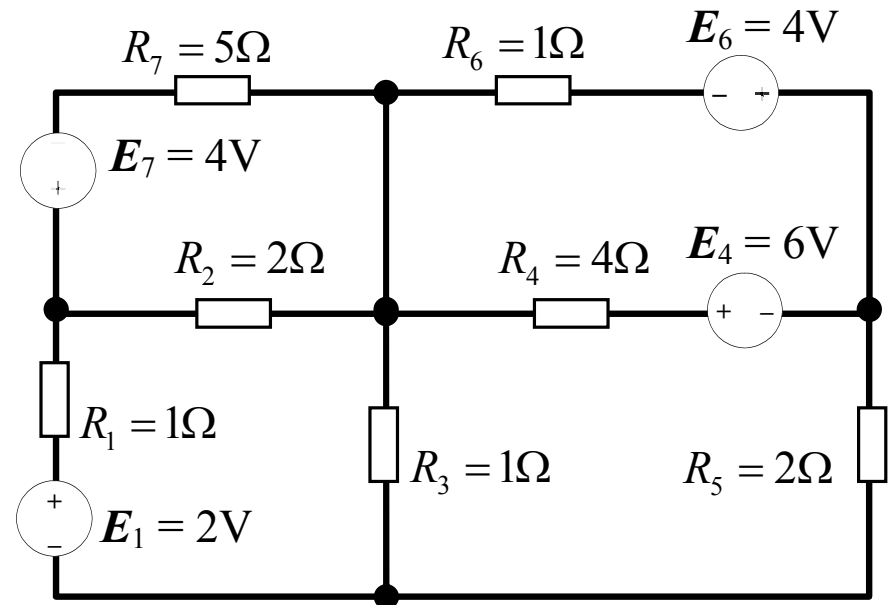 R₇ = 5Ω
R₆ = 1Ω
E₆ = 4V
− +
E₇ = 4V
− +
R₂ = 2Ω
R₄ = 4Ω
E₄ = 6V
+ −
R₁ = 1Ω
R₃ = 1Ω
R₅ = 2Ω
+
−
E₁ = 2V